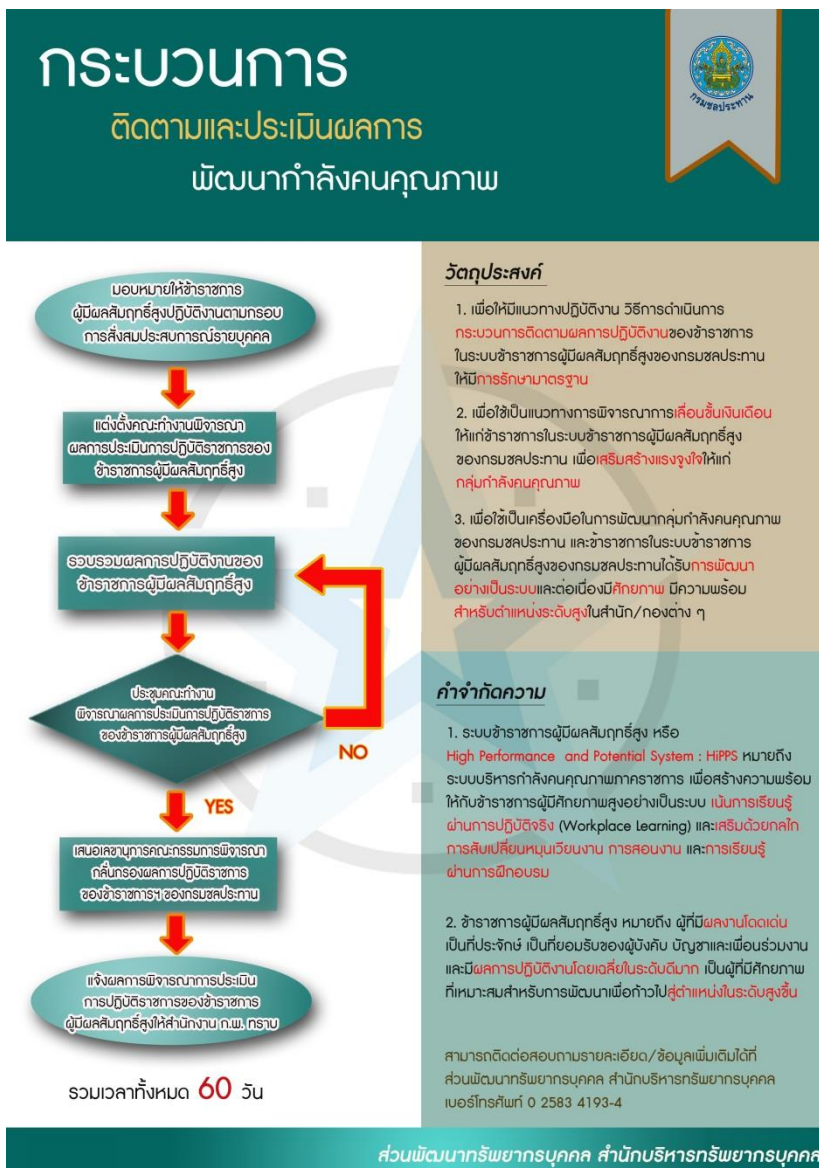 กระบวนการ
ติดตามและประเมินผลการ
พัฒนากำลังคนคุณภาพ
กรมชลประทาน
มอบหมายให้ข้าราชการ
ผู้มีผลสัมฤทธิ์สูงปฏิบัติงานตามกรอบ
การสั่งสมประสบการณ์รายบุคคล
แต่งตั้งคณะทำงานพิจารณา
ผลการประเมินการปฏิบัติราชการของ
ข้าราชการผู้มีผลสัมฤทธิ์สูง
รวบรวมผลการปฏิบัติงานของ
ข้าราชการผู้มีผลสัมฤทธิ์สูง
ประชุมคณะทำงาน
พิจารณาผลการประเมินการปฏิบัติราชการ
ของข้าราชการผู้มีผลสัมฤทธิ์สูง
NO
YES
เสนอเลขานุการคณะกรรมการพิจารณา
กลั่นกรองผลการปฏิบัติราชการ
ของข้าราชการฯ ของกรมชลประทาน
แจ้งผลการพิจารณาการประเมิน
การปฏิบัติราชการของข้าราชการ
ผู้มีผลสัมฤทธิ์สูงให้สำนักงาน ก.พ. ทราบ
รวมเวลาทั้งหมด 60 วัน
วัตถุประสงค์
1. เพื่อให้มีแนวทางปฏิบัติงาน วิธีการดำเนินการ
กระบวนการติดตามผลการปฏิบัติงานของข้าราชการ
ในระบบข้าราชการผู้มีผลสัมฤทธิ์สูงของกรมชลประทาน
ให้มีการรักษามาตรฐาน
2. เพื่อใช้เป็นแนวทางการพิจารณาการเลื่อนขั้นเงินเดือน
ให้แก่ข้าราชการในระบบข้าราชการผู้มีผลสัมฤทธิ์สูง
ของกรมชลประทาน เพื่อเสริมสร้างแรงจูงใจให้แก่
กลุ่มกำลังคนคุณภาพ
3. เพื่อใช้เป็นเครื่องมือในการพัฒนากลุ่มกำลังคนคุณภาพ
ของกรมชลประทาน และข้าราชการในระบบข้าราชการ
ผู้มีผลสัมฤทธิ์สูงของกรมชลประทานได้รับการพัฒนา
อย่างเป็นระบบและต่อเนื่องมีศักยภาพ มีความพร้อม
สำหรับตำแหน่งระดับสูงในสำนัก/กองต่าง ๆ
คำจำกัดความ
1. ระบบข้าราชการผู้มีผลสัมฤทธิ์สูง หรือ
High Performance and Potential System : HiPPS หมายถึง
ระบบบริหารกำลังคนคุณภาพภาคราชการ เพื่อสร้างความพร้อม
ให้กับข้าราชการผู้มีศักยภาพสูงอย่างเป็นระบบ เน้นการเรียนรู้
ผ่านการปฏิบัติจริง (Workplace Learning) และเสริมด้วยกลไก
การสับเปลี่ยนหมุนเวียนงาน การสอนงาน และการเรียนรู้
ผ่านการฝึกอบรม
2. ข้าราชการผู้มีผลสัมฤทธิ์สูง หมายถึง ผู้ที่มีผลงานโดดเด่น
เป็นที่ประจักษ์ เป็นที่ยอมรับของผู้บังคับ บัญชาและเพื่อนร่วมงาน
และมีผลการปฏิบัติงานโดยเฉลี่ยในระดับดีมาก เป็นผู้ที่มีศักยภาพ
ที่เหมาะสมสำหรับการพัฒนาเพื่อก้าวไปสู่ตำแหน่งในระดับสูงขึ้น
สามารถติดต่อสอบถามรายละเอียด/ข้อมูลเพิ่มเติมได้ที่
ส่วนพัฒนาทรัพยากรบุคคล สำนักบริหารทรัพยากรบุคคล
เบอร์โทรศัพท์ 0 2583 4193-4
ส่วนพัฒนาทรัพยากรบุคคล สำนักบริหารทรัพยากรบุคคล